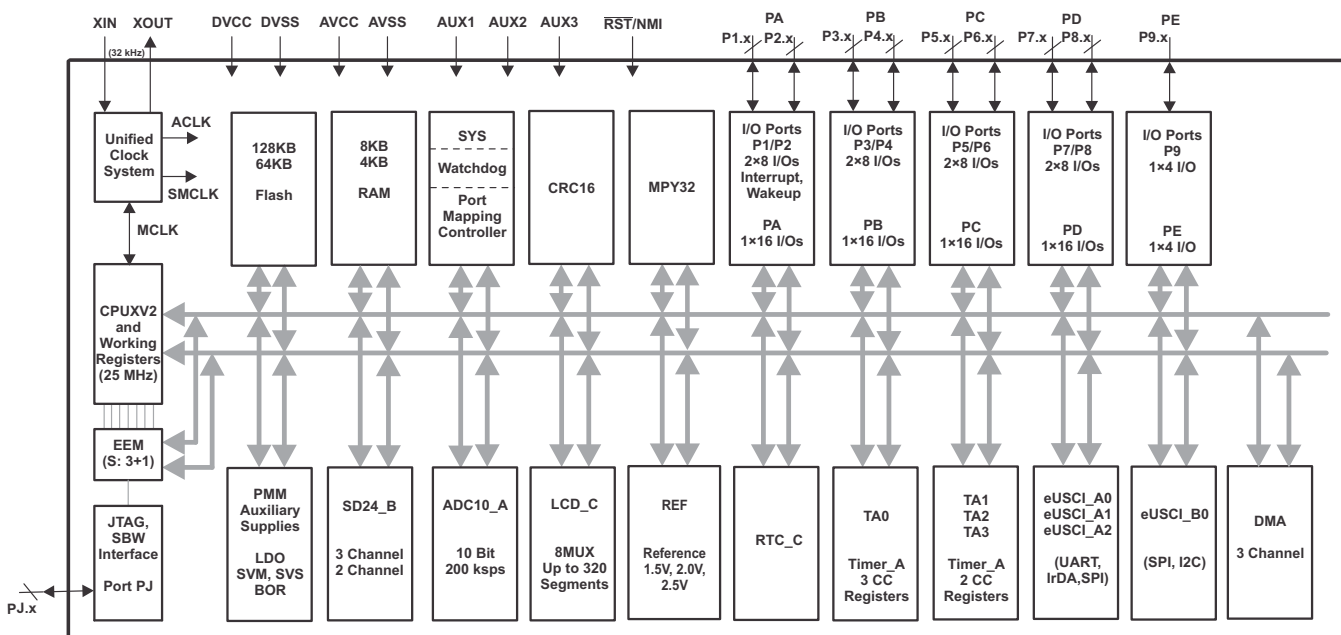 XIN XOUT DVCC DVSS AVCC AVSS AUX1 AUX2 AUX3 RST/NMI PA PB PC PD PE
P1.x P2.x P3.x P4.x P5.x P6.x P7.x P8.x P9.x
(32 kHz)
Unified
Clock
System
ACLK
SMCLK
MCLK
128KB
64KB
Flash
8KB
4KB
RAM
SYS
Watchdog
Port
Mapping
Controller
CRC16
MPY32
I/O Ports
P1/P2
2×8 I/Os
Interrupt,
Wakeup
PA
1×16 I/Os
I/O Ports
P3/P4
2×8 I/Os
PB
1×16 I/Os
I/O Ports
P5/P6
2×8 I/Os
PC
1×16 I/Os
I/O Ports
P7/P8
2×8 I/Os
PD
1×16 I/Os
I/O Ports
P9
1×4 I/O
PE
1×4 I/O
CPUXV2
and
Working
Registers
(25 MHz)
EEM
(S: 3+1)
JTAG,
SBW
Interface
Port PJ
PJ.x
PMM
Auxiliary
Supplies
LDO
SVM, SVS
BOR
SD24_B
3 Channel
2 Channel
ADC10_A
10 Bit
200 ksps
LCD_C
8MUX
Up to 320
Segments
REF
Reference
1.5V, 2.0V,
2.5V
RTC_C
TA0
Timer_A
3 CC
Registers
TA1
TA2
TA3
Timer_A
2 CC
Registers
eUSCI_A0
eUSCI_A1
eUSCI_A2
(UART,
IrDA,SPI)
eUSCI_B0
(SPI, I2C)
DMA
3 Channel